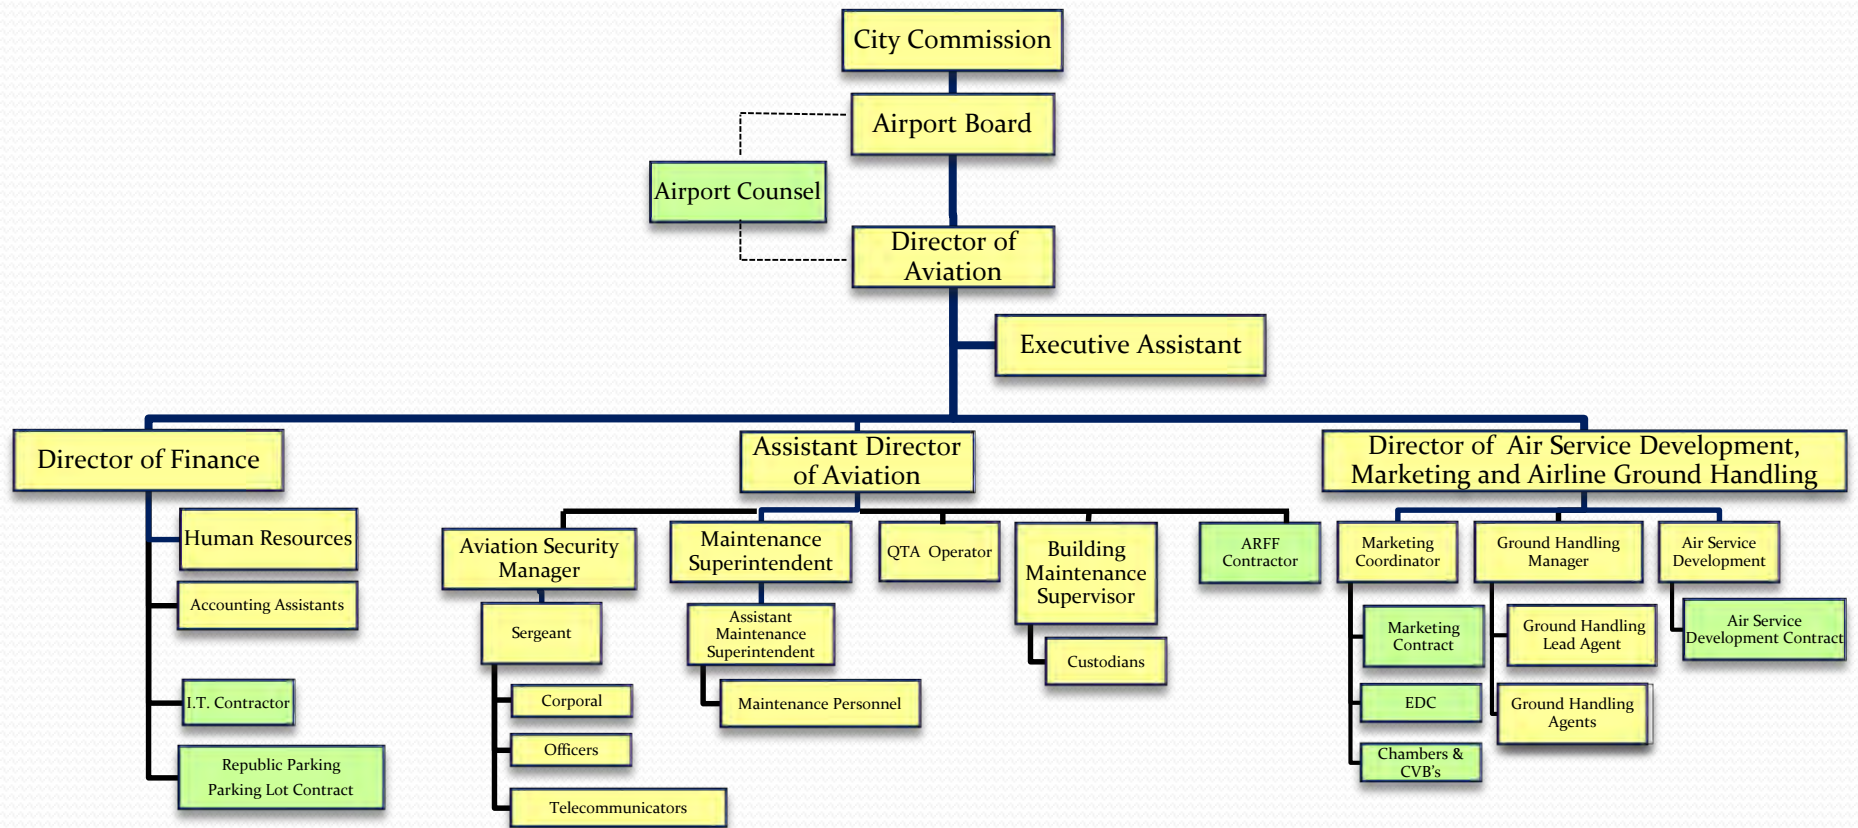 City Commission
Airport Board
Airport Counsel
Director of
Aviation
Executive Assistant
Director of Finance
Assistant Director
of Aviation
Director of Air Service Development,
Marketing and Airline Ground Handling
Human Resources
Accounting Assistants
I.T. Contractor
Republic Parking
Parking Lot Contract
Aviation Security
Manager
Sergeant
Corporal
Officers
Telecommunicators
Maintenance
Superintendent
Assistant
Maintenance
Superintendent
Maintenance Personnel
QTA Operator
Building
Maintenance
Supervisor
Custodians
ARFF
Contractor
Marketing
Coordinator
Marketing
Contract
EDC
Chambers &
CVB's
Ground Handling
Manager
Ground Handling
Lead Agent
Ground Handling
Agents
Air Service
Development
Air Service
Development Contract